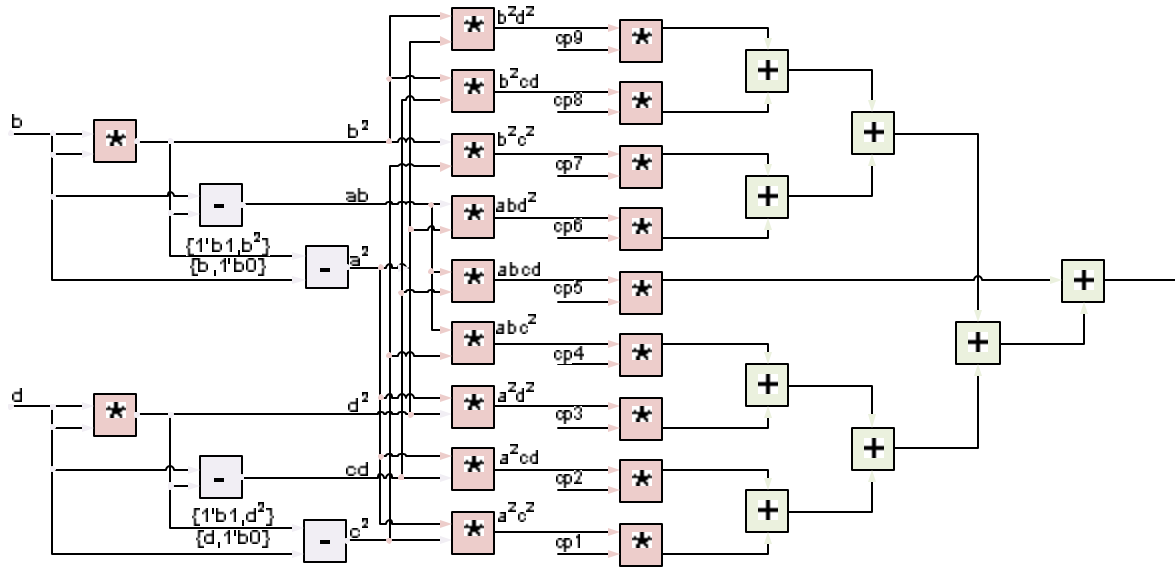 b
*
b²
-
ab
{1'b1,b²}
{b,1'b0}
-
a²
d
*
d²
-
cd
{1'b1,d²}
{d,1'b0}
-
c²
* b²d²
* b²cd
* b²c²
* abd²
* abcd
* abc²
* a²d²
* a²cd
* a²c²
cp9 *
cp8 *
cp7 *
cp6 *
cp5 *
cp4 *
cp3 *
cp2 *
cp1 *
+
+
+
+
+
+
+
+